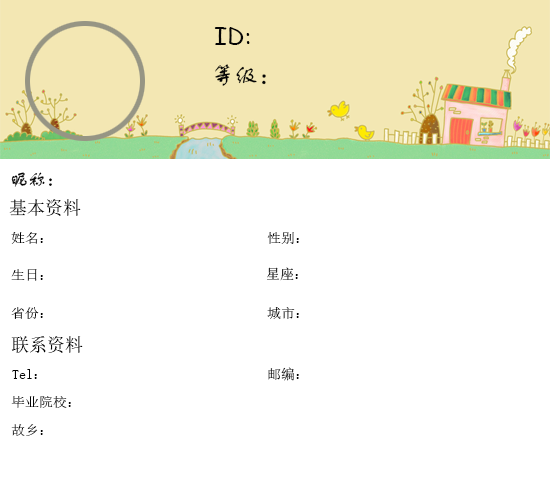 ID:
等级：
昵称：
基本资料
姓名： 性别：
生日： 星座：
省份： 城市：
联系资料
Tel： 邮编：
毕业院校：
故乡：